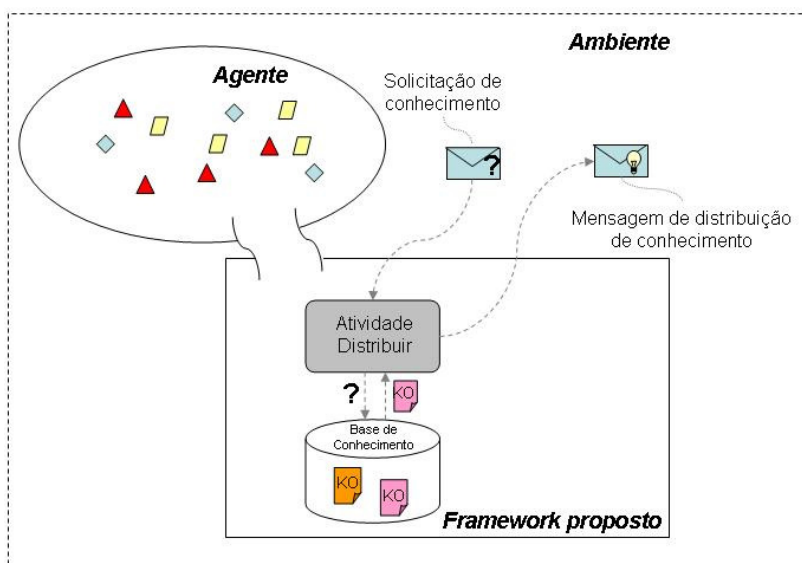 Ambiente
Agente
Solicitação de
conhecimento
?
Mensagem de distribuição
de conhecimento
Atividade
Distribuir
?
KO
Base de
Conhecimento
KO
KO
Framework proposto